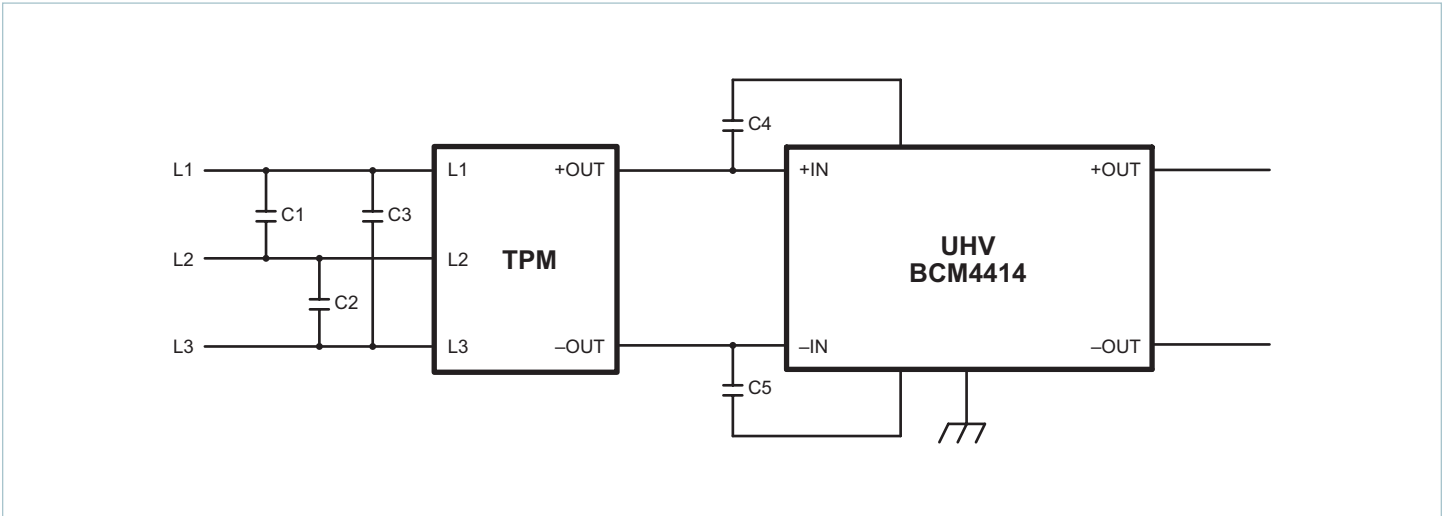 C4
L1
L1
+OUT
+IN
+OUT
C1
C3
L2
L2
TPM
UHV
BCM4414
C2
L3
L3
–OUT
–IN
–OUT
C5